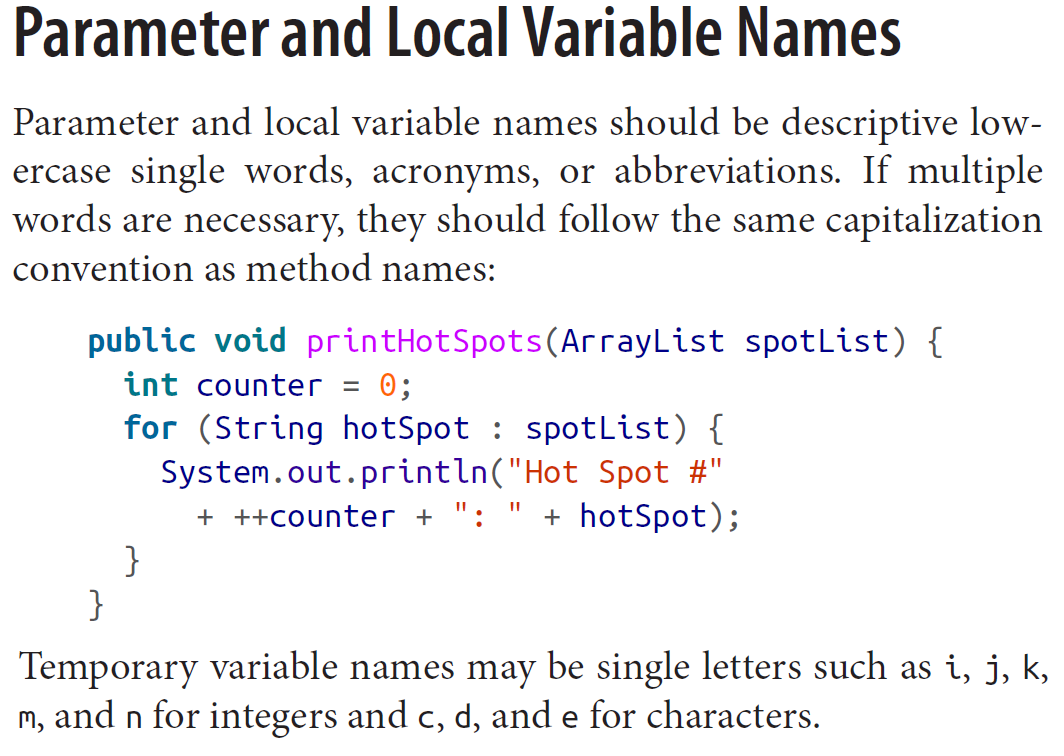 Parameter and Local Variable Names
Parameter and local variable names should be descriptive low-
ercase single words, acronyms, or abbreviations. If multiple
words are necessary, they should follow the same capitalization
convention as method names:
public void printHotSpots(ArrayList spotList) {
  int counter = 0;
  for (String hotSpot : spotList) {
    System.out.println("Hot Spot #"
      + ++counter + ": " + hotSpot);
  }
}
Temporary variable names may be single letters such as i, j, k,
m, and n for integers and c, d, and e for characters.